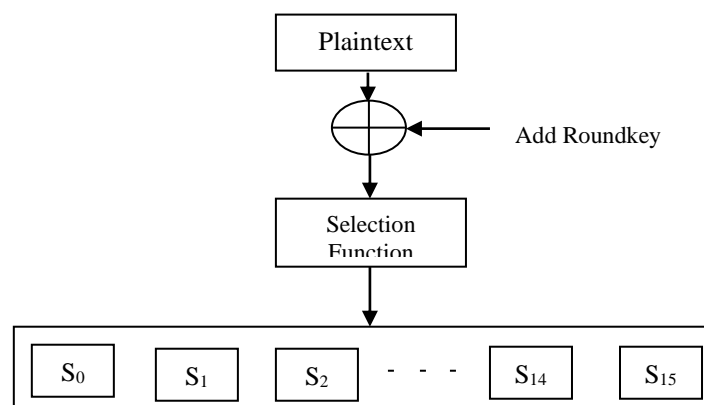 Plaintext
Add Roundkey
Selection
Function
S₀ S₁ S₂ - - - S₁₄ S₁₅